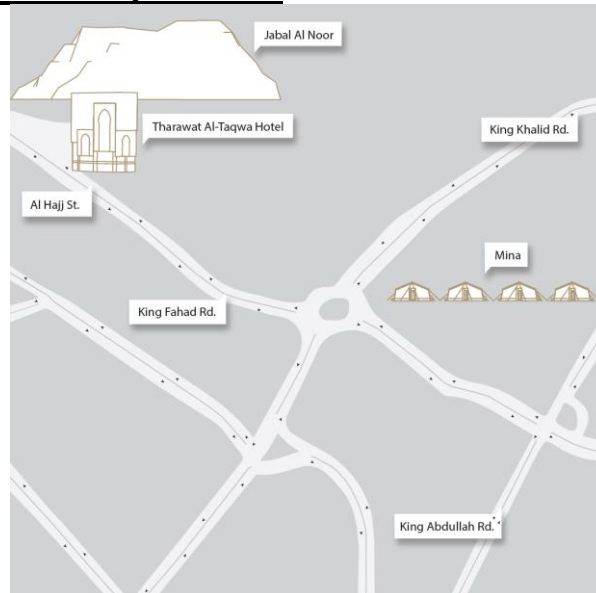 Jabal Al Noor
Tharawat Al-Taqwa Hotel
King Khalid Rd.
Al Hajj St.
Mina
King Fahad Rd.
King Abdullah Rd.